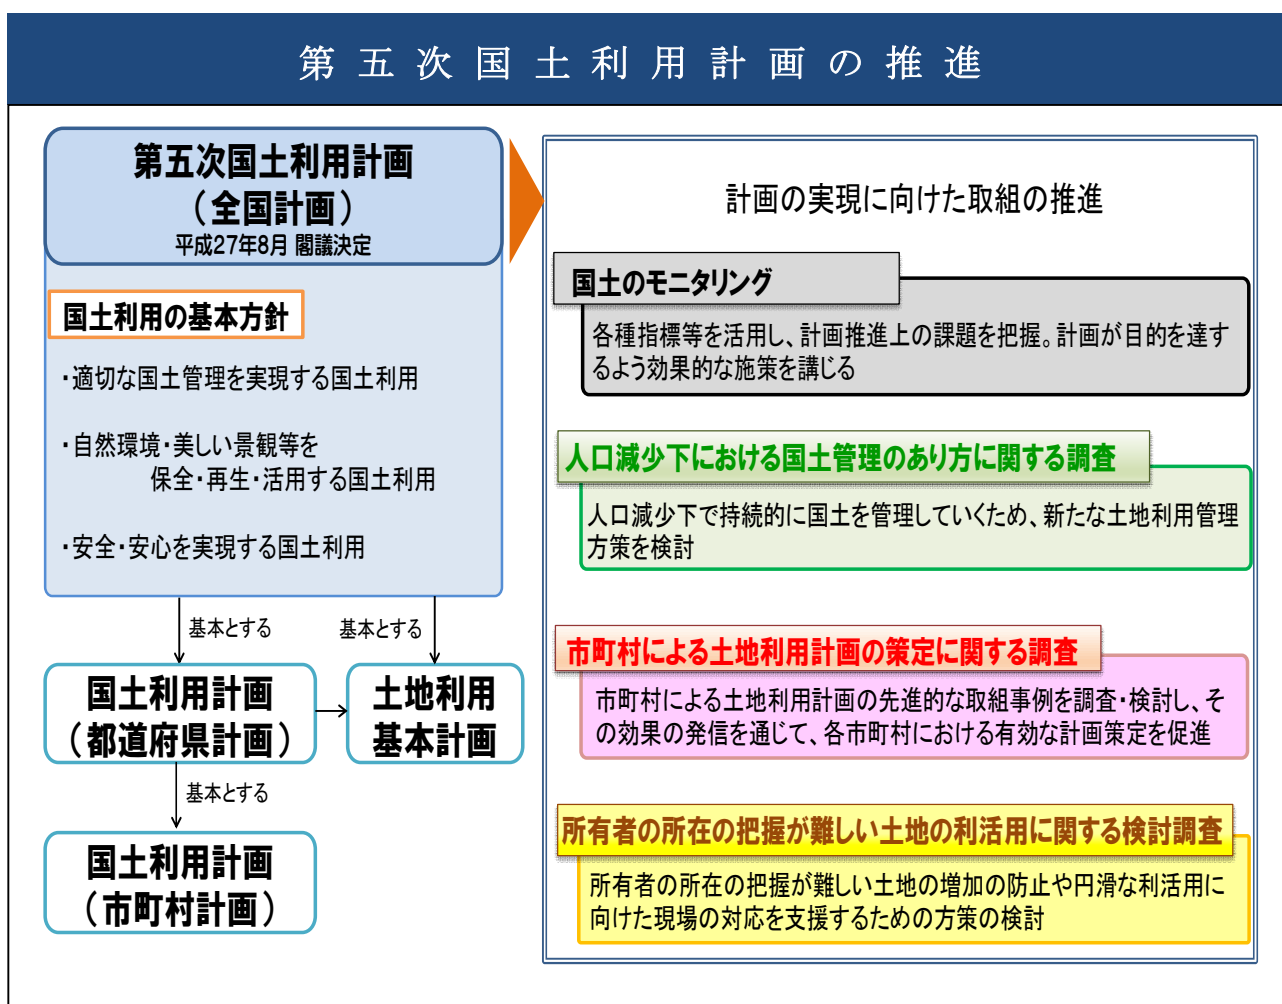 第五次国土利用計画の推進
第五次国土利用計画
（全国計画）
平成27年8月 閣議決定
国土利用の基本方針
・適切な国土管理を実現する国土利用
・自然環境・美しい景観等を
保全・再生・活用する国土利用
・安全・安心を実現する国土利用
基本とする
基本とする
国土利用計画
（都道府県計画）
土地利用
基本計画
基本とする
国土利用計画
（市町村計画）
計画の実現に向けた取組の推進
国土のモニタリング
各種指標等を活用し、計画推進上の課題を把握。計画が目的を達す
るよう効果的な施策を講じる
人口減少下における国土管理のあり方に関する調査
人口減少下で持続的に国土を管理していくため、新たな土地利用管理
方策を検討
市町村による土地利用計画の策定に関する調査
市町村による土地利用計画の先進的な取組事例を調査・検討し、そ
の効果の発信を通じて、各市町村における有効な計画策定を促進
所有者の所在の把握が難しい土地の利活用に関する検討調査
所有者の所在の把握が難しい土地の増加の防止や円滑な利活用に
向けた現場の対応を支援するための方策の検討